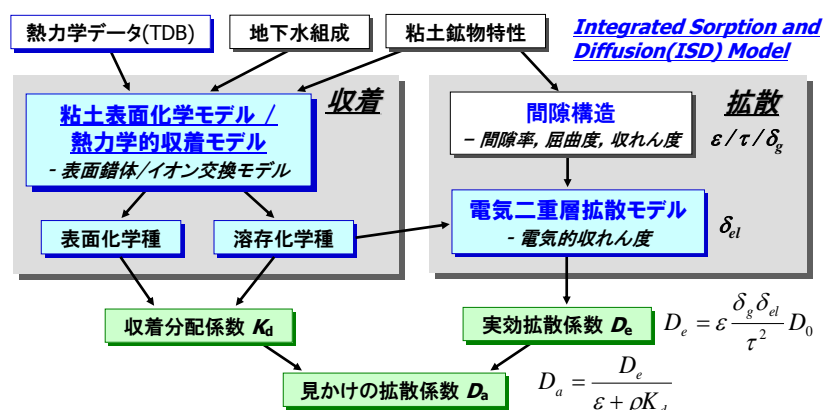 熱力学データ(TDB)
地下水組成
粘土鉱物特性
Integrated Sorption and
Diffusion(ISD) Model
収着
粘土表面化学モデル /
熱力学的収着モデル
- 表面錯体/イオン交換モデル
表面化学種
溶存化学種
拡散
間隙構造
– 間隙率, 屈曲度, 収れん度
ε / τ / δg
電気二重層拡散モデル
- 電気的収れん度
δel
収着分配係数 Kd
実効拡散係数 De
De = ε δg δel / τ² D0
見かけの拡散係数 Da
Da = De / ε + ρKd